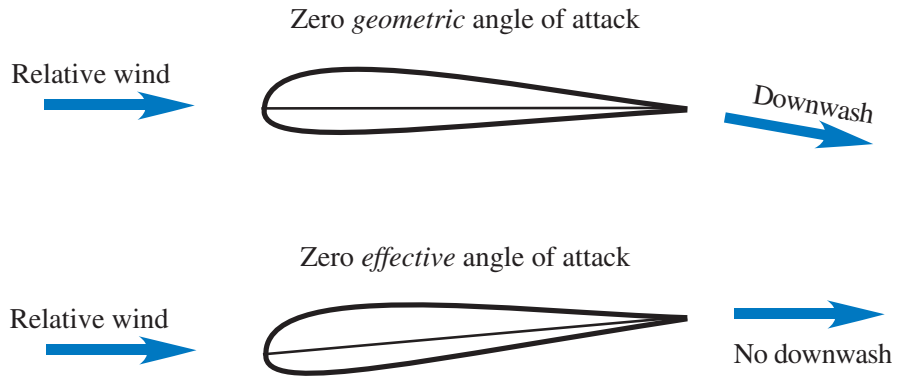 Zero geometric angle of attack
Relative wind
Downwash
Zero effective angle of attack
Relative wind
No downwash